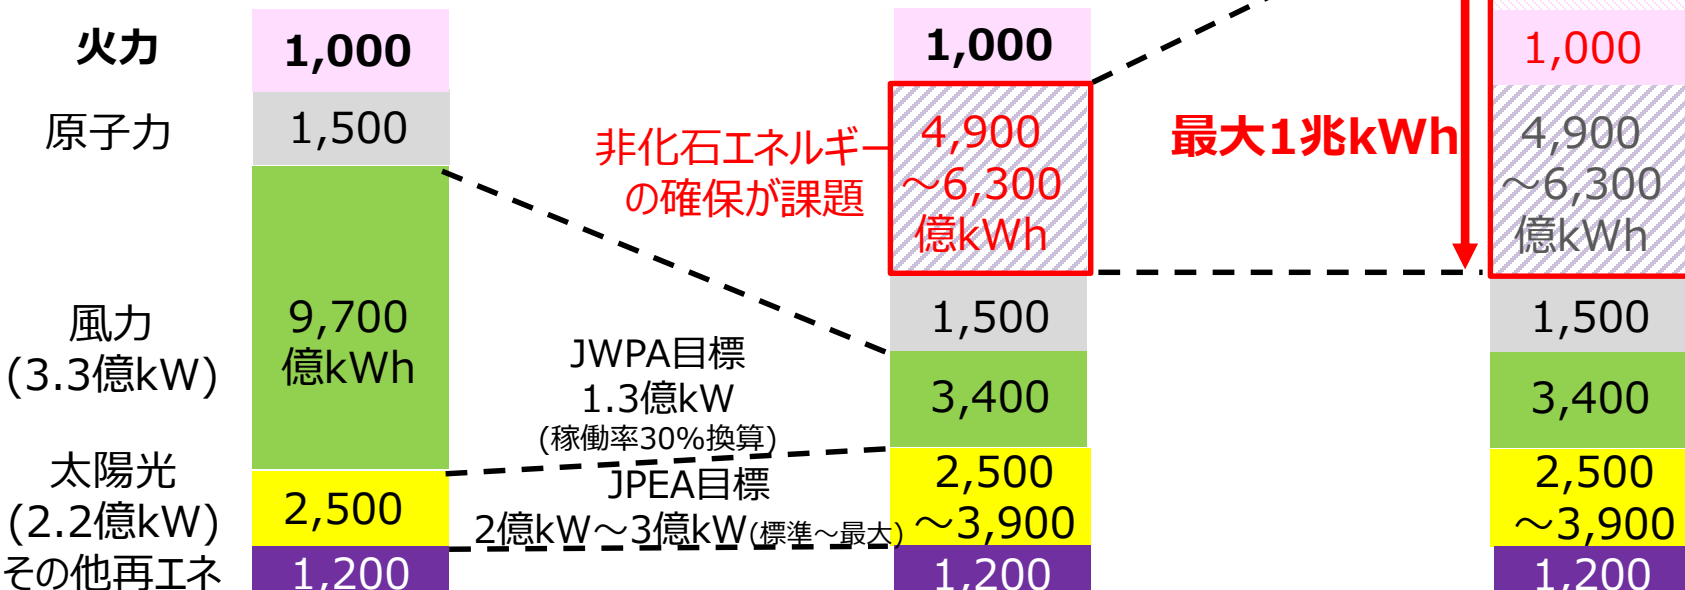 火力
1,000
原子力
1,500
風力
(3.3億kW)
9,700
億kWh
太陽光
(2.2億kW)
2,500
その他再エネ
1,200
非化石エネルギー
の確保が課題
JWPA目標
1.3億kW
(稼働率30%換算)
JPEA目標
2億kW～3億kW(標準～最大)
1,000
4,900
～6,300
億kWh
1,500
3,400
2,500
～3,900
1,200
最大1兆kWh
1,000
4,900
～6,300
億kWh
1,500
3,400
2,500
～3,900
1,200